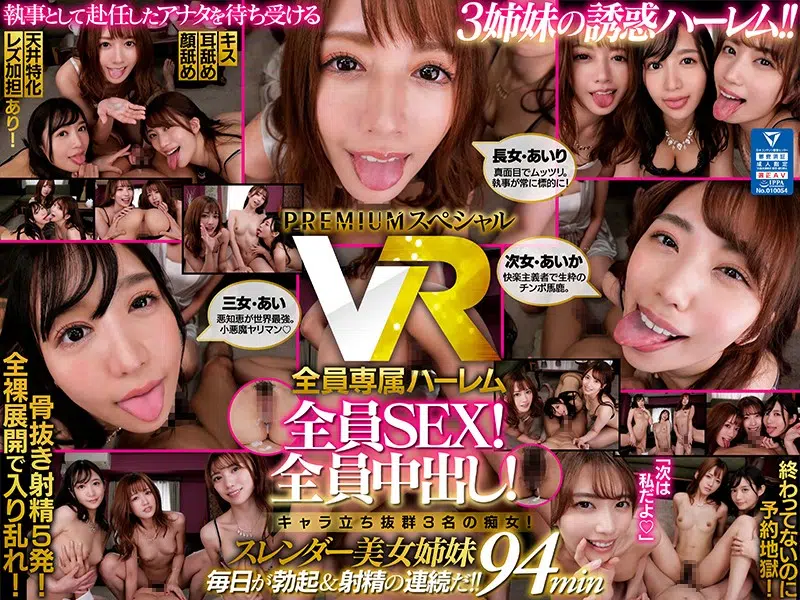 執事として赴任したアナタを待ち受ける
3姉妹の誘惑ハーレム!!
キス
耳舐め
顔舐め
天井特化
レズ加担
あり！
長女・あいり
真面目でムッツリ。
執事が常に標的に！
適正AV
IPPA
No.010054
PREMIUMスペシャル
VR
次女・あいか
快楽主義者で生粋の
チンポ馬鹿。
三女・あい
悪知恵が世界最強。
小悪魔ヤリマン♡
全員専属ハーレム
全員SEX!
全員中出し!
骨抜き射精5発！
全裸展開で入り乱れ！
キャラ立ち抜群3名の痴女！
スレンダー美女姉妹
94min
毎日が勃起&射精の連続だ!!
「次は
私だよ♡」
終わってないのに
予約地獄！